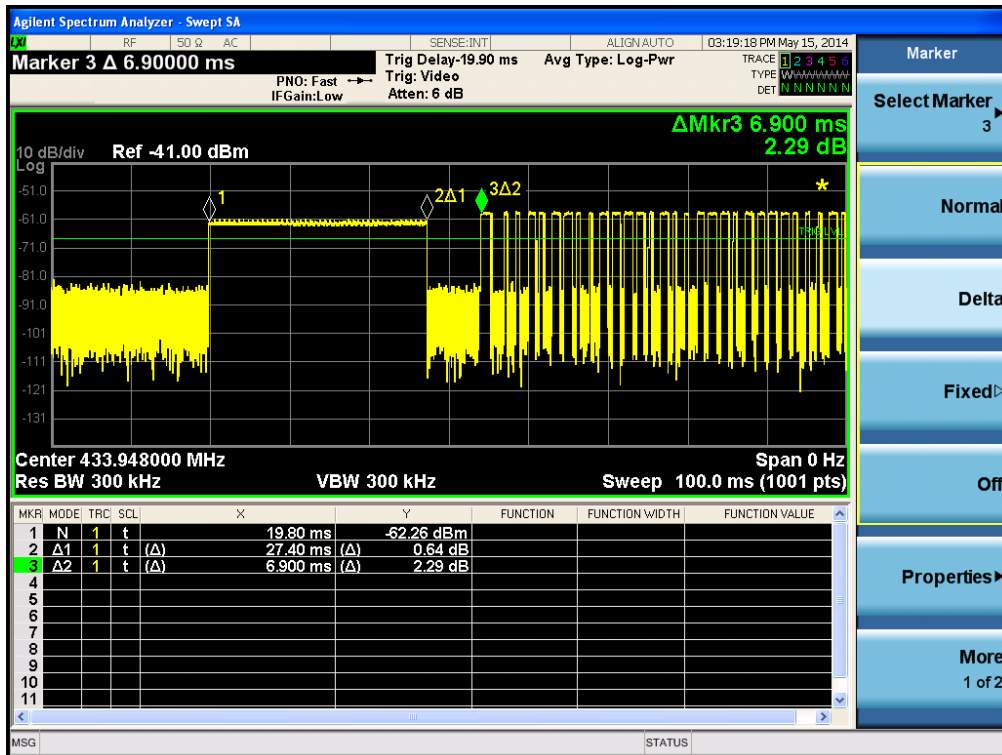 Agilent Spectrum Analyzer - Swept SA
LXI RF 50 Ω AC SENSE:INT ALIGN AUTO 03:19:18 PM May 15, 2014
Marker 3 Δ 6.90000 ms
PNO: Fast
IFGain:Low
Trig Delay-19.90 ms
Trig: Video
Atten: 6 dB
Avg Type: Log-Pwr
TRACE 1 2 3 4 5 6
TYPE
DET N N N N N N
Marker
Select Marker
3
Normal
Delta
Fixed
Off
Properties
More
1 of 2
ΔMkr3 6.900 ms
2.29 dB
10 dB/div Ref -41.00 dBm
Log
-51.0
-61.0
-71.0
-81.0
-91.0
-101
-111
-121
-131
1
2Δ1
3Δ2
*
TRIG LVL
Center 433.948000 MHz Span 0 Hz
Res BW 300 kHz VBW 300 kHz Sweep 100.0 ms (1001 pts)
MKR MODE TRC SCL X Y FUNCTION FUNCTION WIDTH FUNCTION VALUE
1 N 1 t 19.80 ms -62.26 dBm
2 Δ1 1 t (Δ) 27.40 ms (Δ) 0.64 dB
3 Δ2 1 t (Δ) 6.900 ms (Δ) 2.29 dB
4
5
6
7
8
9
10
11
MSG STATUS